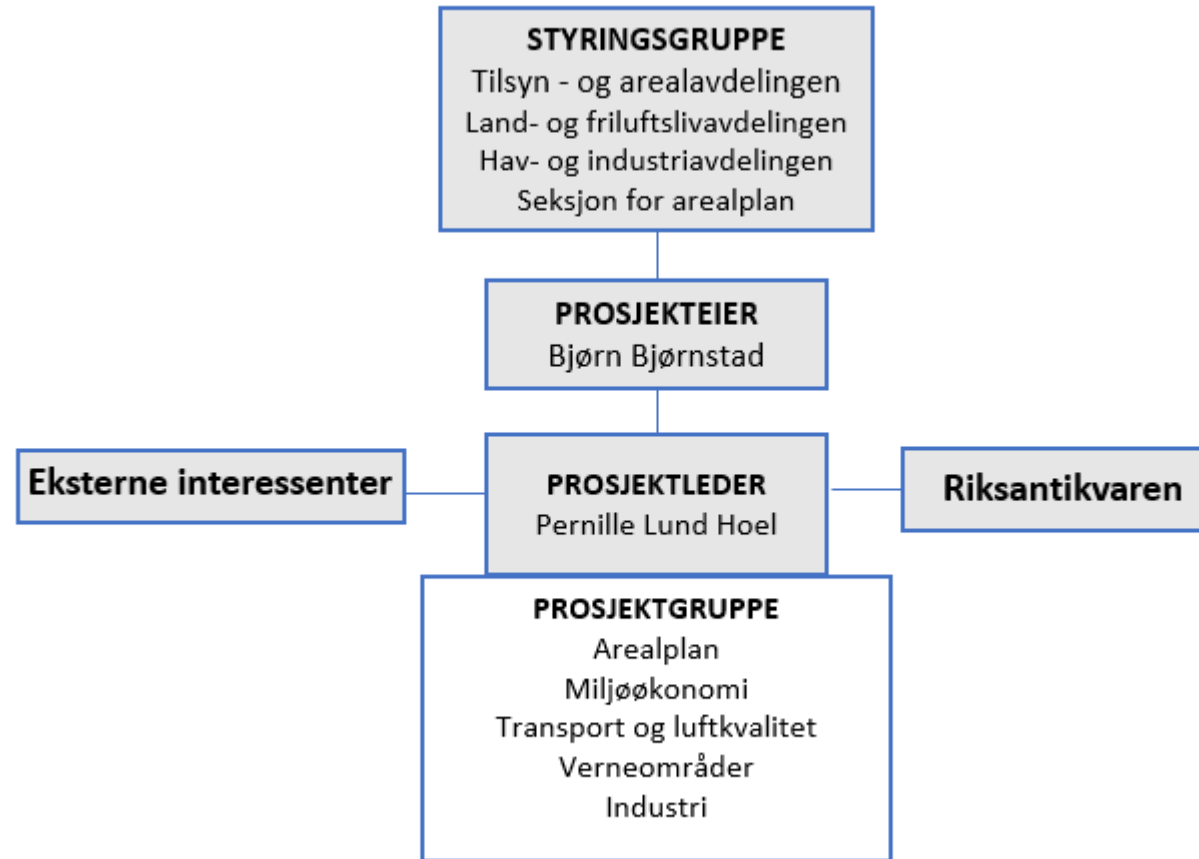 STYRINGSGRUPPE
Tilsyn - og arealavdelingen
Land- og friluftslivavdelingen
Hav- og industriavdelingen
Seksjon for arealplan
PROSJEKTEIER
Bjørn Bjørnstad
Eksterne interessenter
PROSJEKTLEDER
Pernille Lund Hoel
Riksantikvaren
PROSJEKTGRUPPE
Arealplan
Miljøøkonomi
Transport og luftkvalitet
Verneområder
Industri